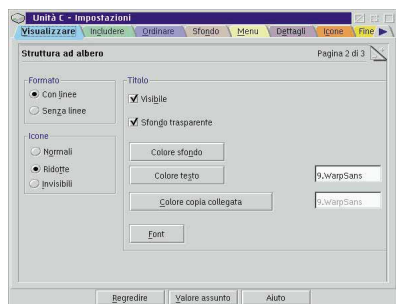 Unità C - Impostazioni
Visualizzare Includere Ordinare Sfondo Menu Dettagli Icone Fine
Struttura ad albero Pagina 2 di 3
Formato
Con linee
Senza linee
Icone
Normali
Ridotte
Invisibili
Titolo
Visibile
Sfondo trasparente
Colore sfondo
Colore testo 9.WarpSans
Colore copia collegata 9.WarpSans
Font
Regredire Valore assunto Aiuto